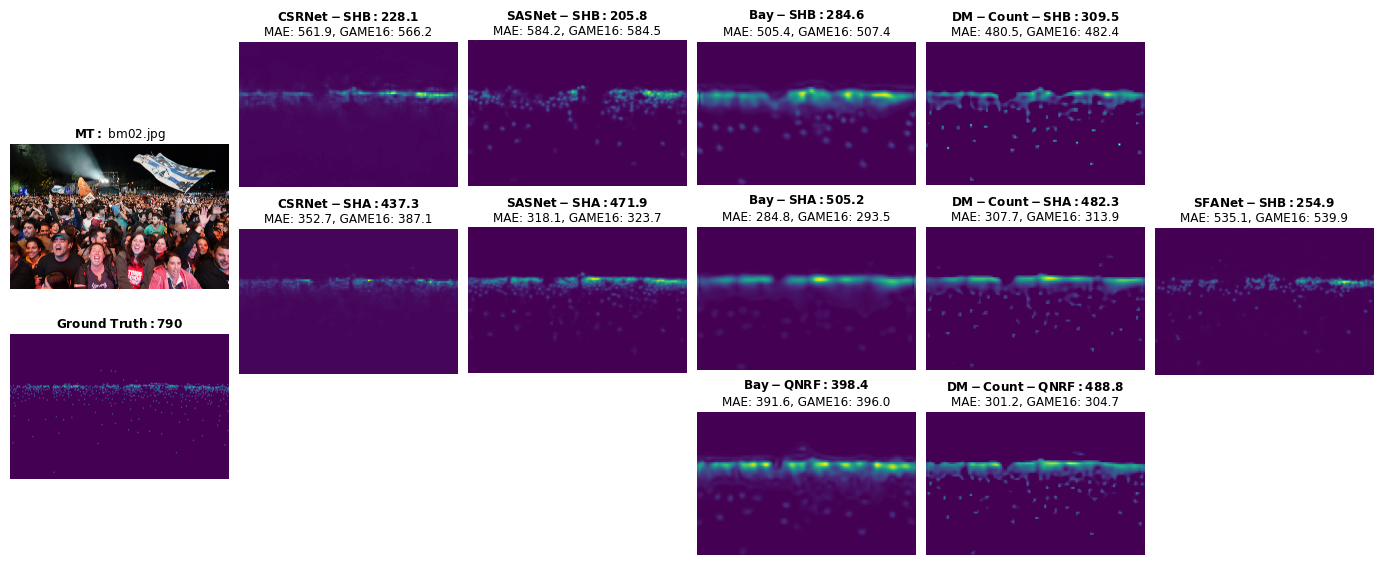 CSRNet − SHB : 228.1
MAE: 561.9, GAME16: 566.2
SASNet − SHB : 205.8
MAE: 584.2, GAME16: 584.5
Bay − SHB : 284.6
MAE: 505.4, GAME16: 507.4
DM − Count − SHB : 309.5
MAE: 480.5, GAME16: 482.4
MT : bm02.jpg
CSRNet − SHA : 437.3
MAE: 352.7, GAME16: 387.1
SASNet − SHA : 471.9
MAE: 318.1, GAME16: 323.7
Bay − SHA : 505.2
MAE: 284.8, GAME16: 293.5
DM − Count − SHA : 482.3
MAE: 307.7, GAME16: 313.9
SFANet − SHB : 254.9
MAE: 535.1, GAME16: 539.9
Ground Truth : 790
Bay − QNRF : 398.4
MAE: 391.6, GAME16: 396.0
DM − Count − QNRF : 488.8
MAE: 301.2, GAME16: 304.7